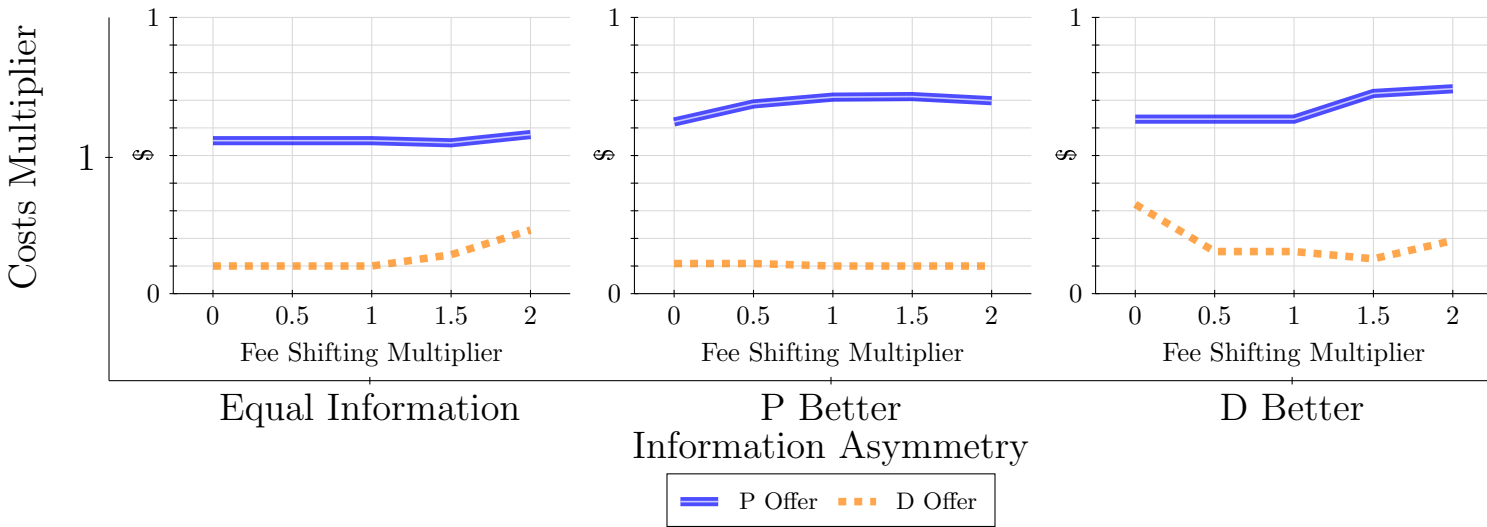 Costs Multiplier
1
1
$
0
0 0.5 1 1.5 2
Fee Shifting Multiplier
1
$
0
0 0.5 1 1.5 2
Fee Shifting Multiplier
1
$
0
0 0.5 1 1.5 2
Fee Shifting Multiplier
Equal Information P Better D Better
Information Asymmetry
P Offer D Offer